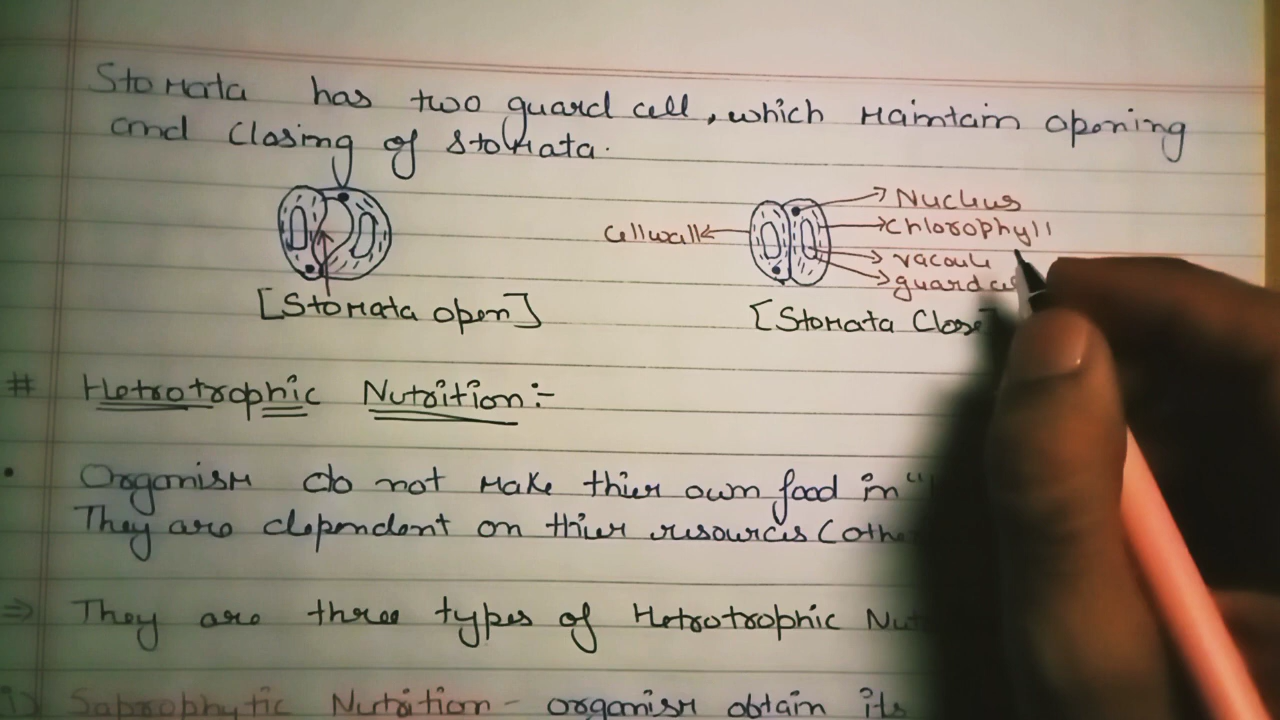 Stomata has two guard cell, which maintain opening
and closing of stomata.
Nucleus
cellwall
chlorophyll
vacoule
guard
[Stomata open]
[Stomata Close]
# Hetrotrophic Nutrition:-
• Organism do not make thier own food in "
They are dependent on thier resources (
⇒ They are three types of Hetrotrophic
i) Saprophytic Nutrition - organism obtain its